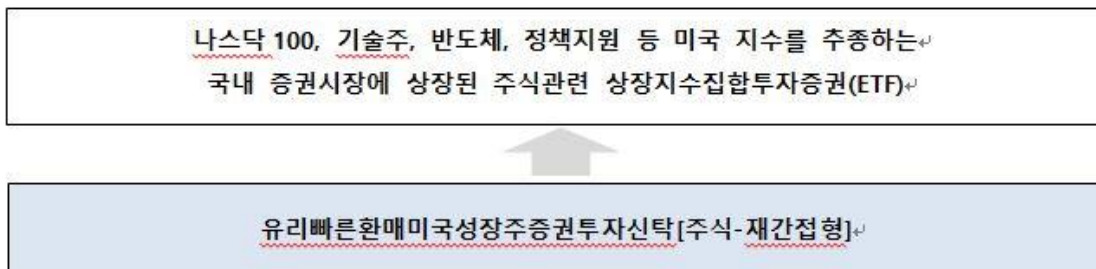 나스닥 100, 기술주, 반도체, 정책지원 등 미국 지수를 추종하는
국내 증권시장에 상장된 주식관련 상장지수집합투자증권(ETF)
유리빠른환매미국성장주증권투자신탁[주식-재간접형]